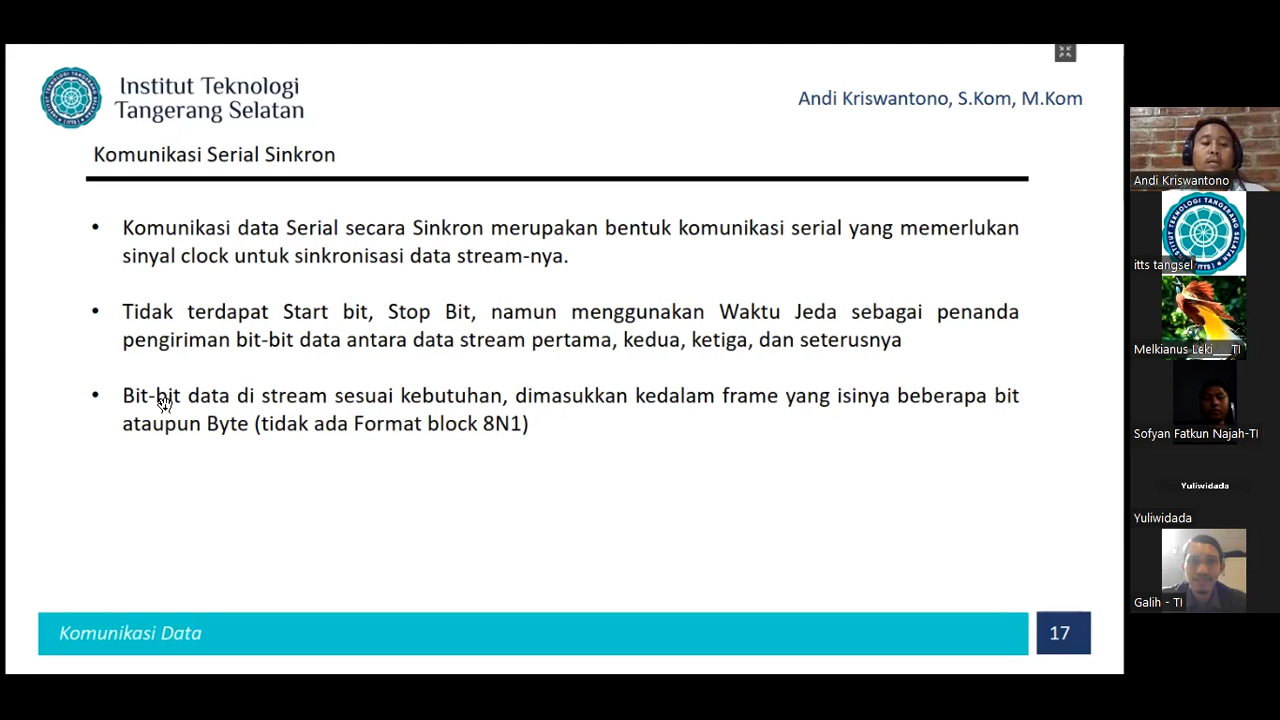 Institut Teknologi
Tangerang Selatan
Andi Kriswantono, S.Kom, M.Kom
Komunikasi Serial Sinkron
• Komunikasi data Serial secara Sinkron merupakan bentuk komunikasi serial yang memerlukan
sinyal clock untuk sinkronisasi data stream-nya.
• Tidak terdapat Start bit, Stop Bit, namun menggunakan Waktu Jeda sebagai penanda
pengiriman bit-bit data antara data stream pertama, kedua, ketiga, dan seterusnya
• Bit-bit data di stream sesuai kebutuhan, dimasukkan kedalam frame yang isinya beberapa bit
ataupun Byte (tidak ada Format block 8N1)
Komunikasi Data
17
Andi Kriswantono
itts tangsel
Melkianus Leki___TI
Sofyan Fatkun Najah-TI
Yuliwidada
Yuliwidada
Galih - TI